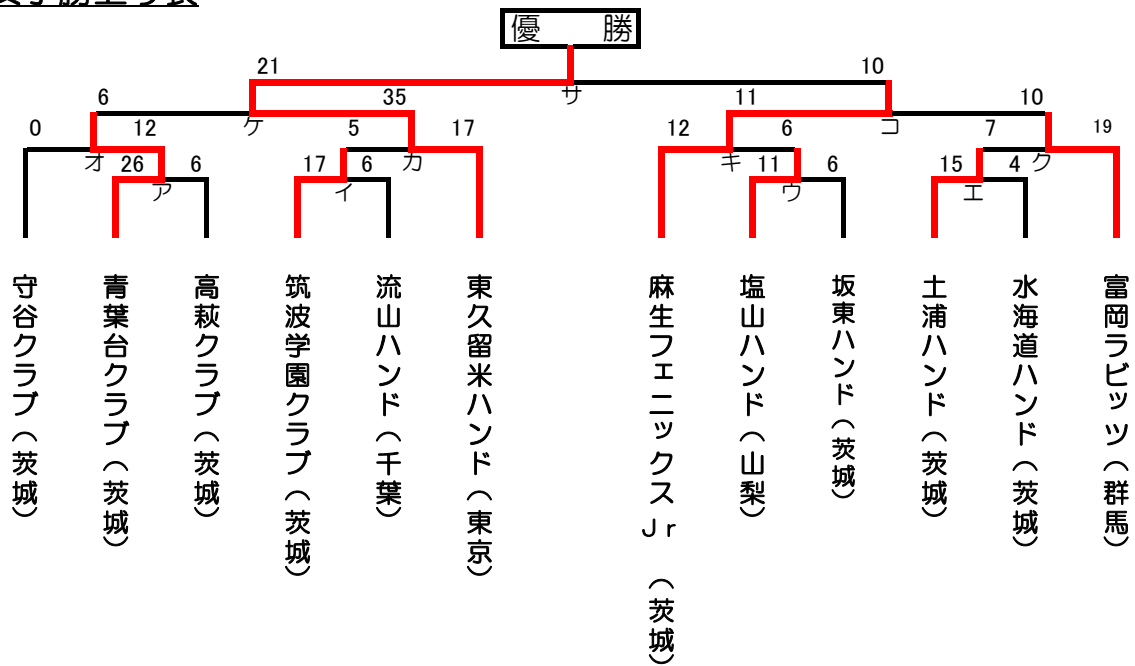 優 勝
21 10
サ
6 35 11 10
ケ コ
0 12 5 17 12 6 7 19
オ カ キ ク
26 6 17 6 11 6 15 4
ア イ ウ エ
守谷クラブ（茨城）
青葉台クラブ（茨城）
高萩クラブ（茨城）
筑波学園クラブ（茨城）
流山ハンド（千葉）
東久留米ハンド（東京）
麻生フェニックスJr （茨城）
塩山ハンド（山梨）
坂東ハンド（茨城）
土浦ハンド（茨城）
水海道ハンド（茨城）
富岡ラビッツ（群馬）